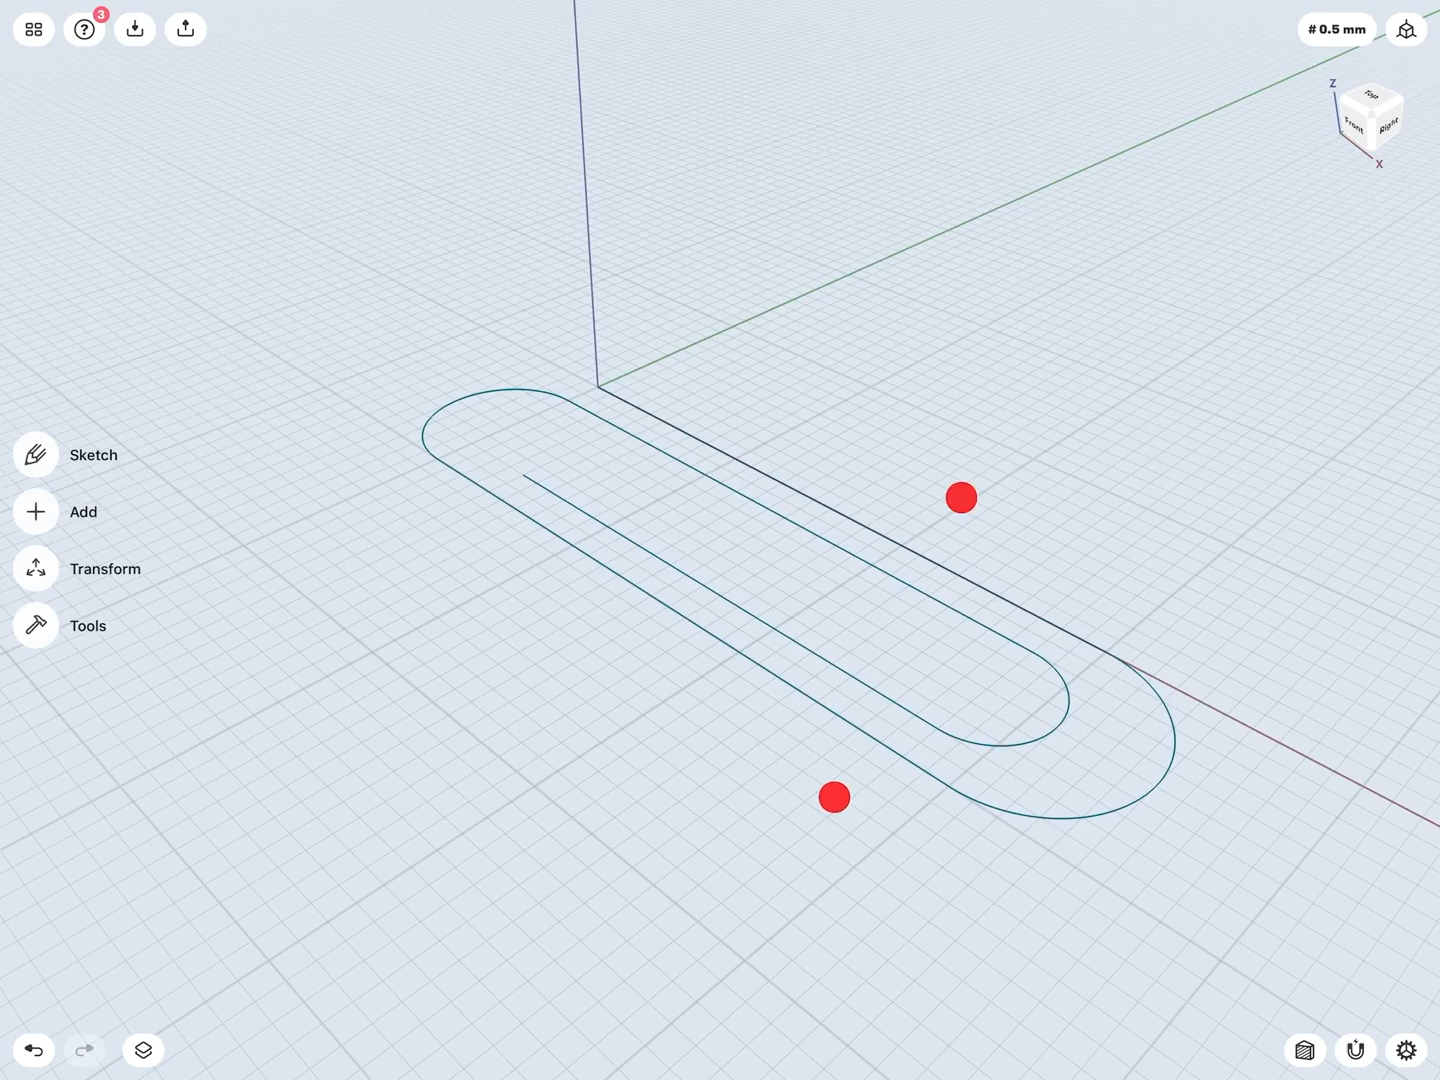 3
# 0.5 mm
Z
Top
Front
Right
X
Sketch
Add
Transform
Tools